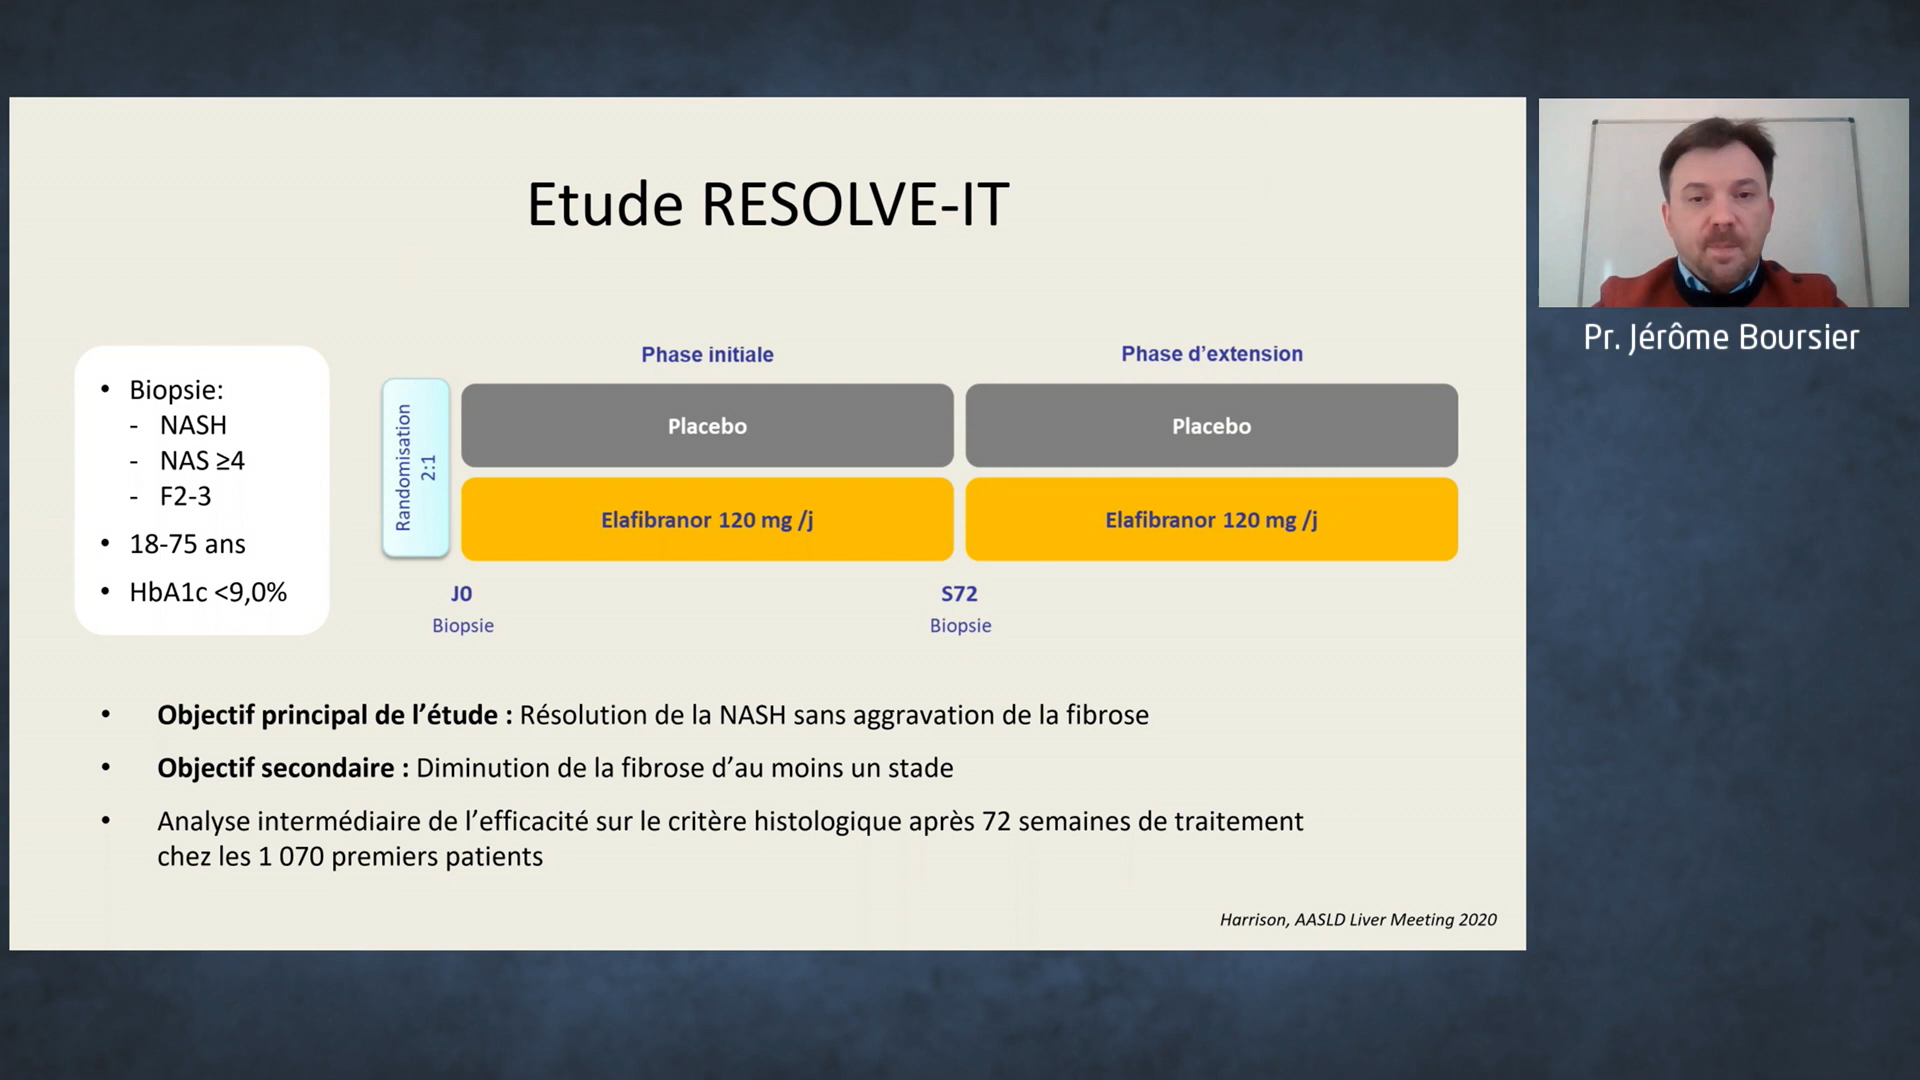 Etude RESOLVE-IT
• Biopsie:
- NASH
- NAS ≥4
- F2-3
• 18-75 ans
• HbA1c <9,0%
Randomisation
2:1
Phase initiale
Phase d’extension
Placebo
Placebo
Elafibranor 120 mg /j
Elafibranor 120 mg /j
J0
Biopsie
S72
Biopsie
• Objectif principal de l’étude : Résolution de la NASH sans aggravation de la fibrose
• Objectif secondaire : Diminution de la fibrose d’au moins un stade
• Analyse intermédiaire de l’efficacité sur le critère histologique après 72 semaines de traitement
chez les 1 070 premiers patients
Harrison, AASLD Liver Meeting 2020
Pr. Jérôme Boursier